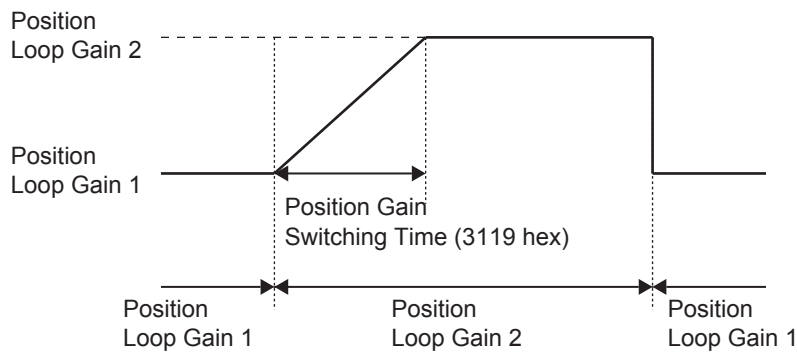 Position
Loop Gain 2
Position
Loop Gain 1
Position Gain
Switching Time (3119 hex)
Position
Loop Gain 1
Position
Loop Gain 2
Position
Loop Gain 1